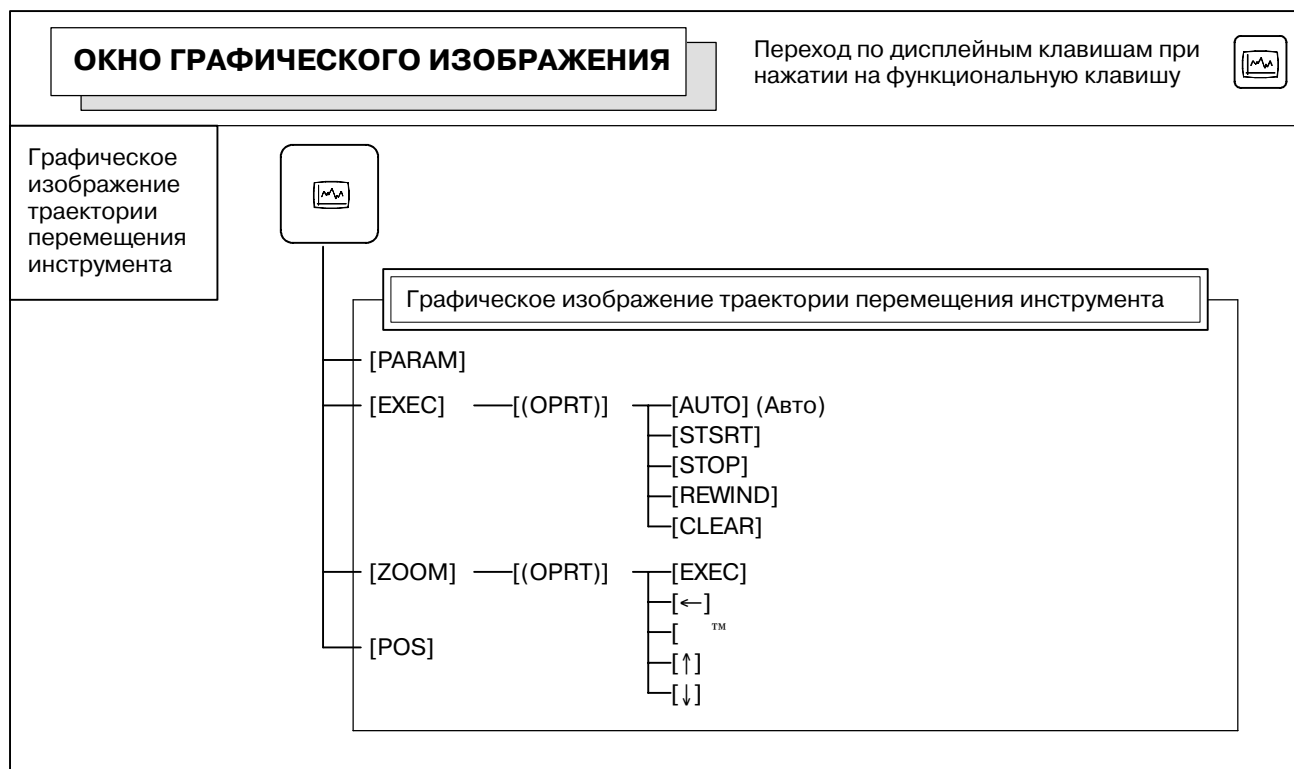 ОКНО ГРАФИЧЕСКОГО ИЗОБРАЖЕНИЯ
Переход по дисплейным клавишам при
нажатии на функциональную клавишу
Графическое
изображение
траектории
перемещения
инструмента
Графическое изображение траектории перемещения инструмента
[PARAM]
[EXEC] [(OPRT)] [AUTO] (Авто)
[STSRT]
[STOP]
[REWIND]
[CLEAR]
[ZOOM] [(OPRT)] [EXEC]
[←]
[ ™
[POS]
[↑]
[↓]